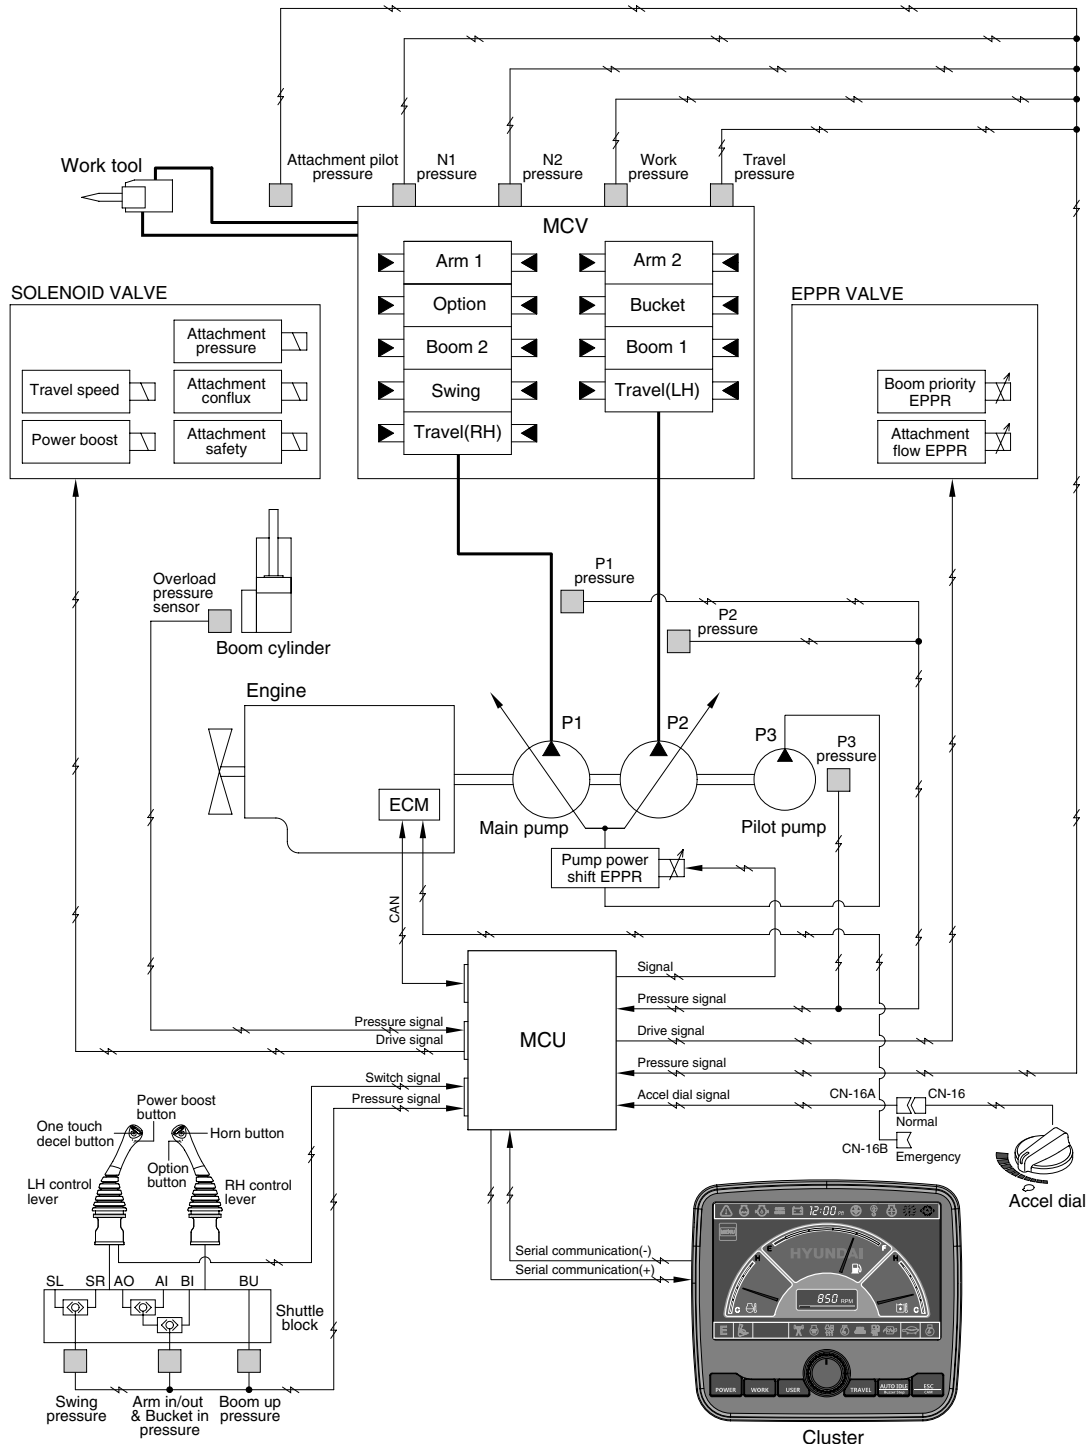 Work tool
Attachment pilot
pressure
N1
pressure
N2
pressure
Work
pressure
Travel
pressure
MCV
Arm 1
Option
Boom 2
Swing
Travel(RH)
Arm 2
Bucket
Boom 1
Travel(LH)
SOLENOID VALVE
Attachment
pressure
Travel speed
Attachment
conflux
Power boost
Attachment
safety
EPPR VALVE
Boom priority
EPPR
Attachment
flow EPPR
Overload
pressure
sensor
Boom cylinder
P1
pressure
P2
pressure
Engine
ECM
P1
P2
P3
P3
pressure
Main pump
Pilot pump
Pump power
shift EPPR
CAN
MCU
Signal
Pressure signal
Drive signal
Pressure signal
Accel dial signal
Pressure signal
Drive signal
Switch signal
Pressure signal
CN-16A
CN-16
Normal
CN-16B
Emergency
Accel dial
Power boost
button
One touch
decel button
Horn button
Option
button
LH control
lever
RH control
lever
SL
SR
AO
AI
BI
BU
Shuttle
block
Swing
pressure
Arm in/out
& Bucket in
pressure
Boom up
pressure
Serial communication(-)
Serial communication(+)
12:00
HYUNDAI
E
F
H
C
H
C
850 RPM
E
POWER
WORK
USER
TRAVEL
AUTO IDLE
ESC
Cluster